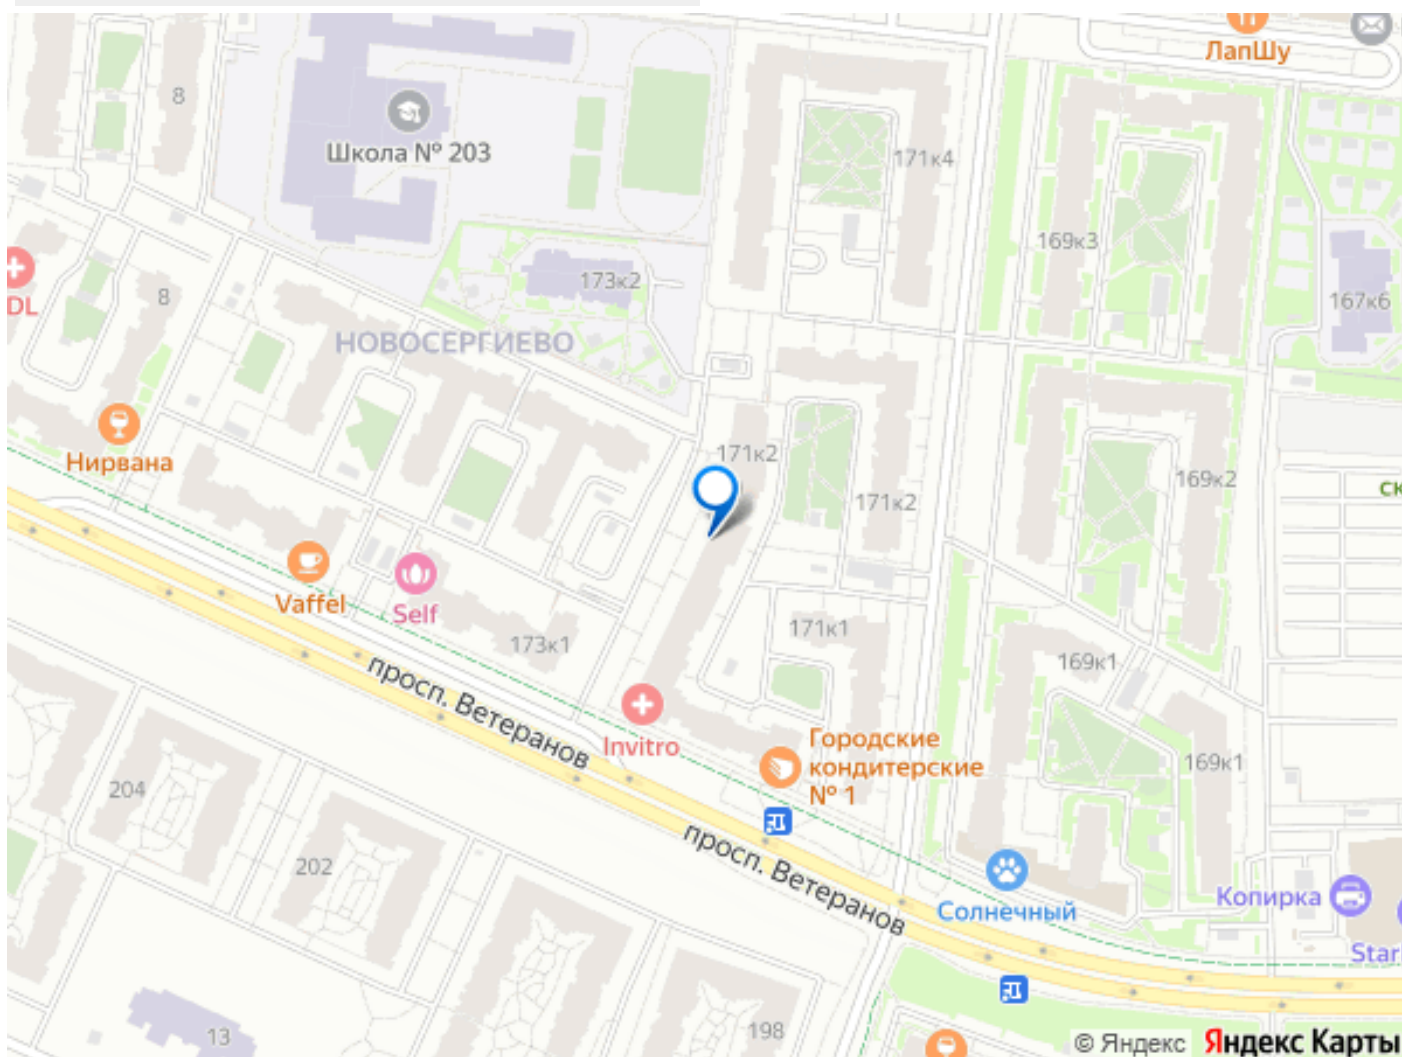 ЛапШу
8
Школа № 203
171к4
169к3
173к2
167к6
DL
8
НОВОСЕРГИЕВО
Нирвана
171к2
171к2
169к2
ск
Vaffel
Self
173к1
171к1
169к1
просп. Ветеранов
Invitro
Городские
кондитерские
№ 1
169к1
204
202
просп. Ветеранов
Солнечный
Копирка
Star
13
198
© Яндекс Яндекс Карты